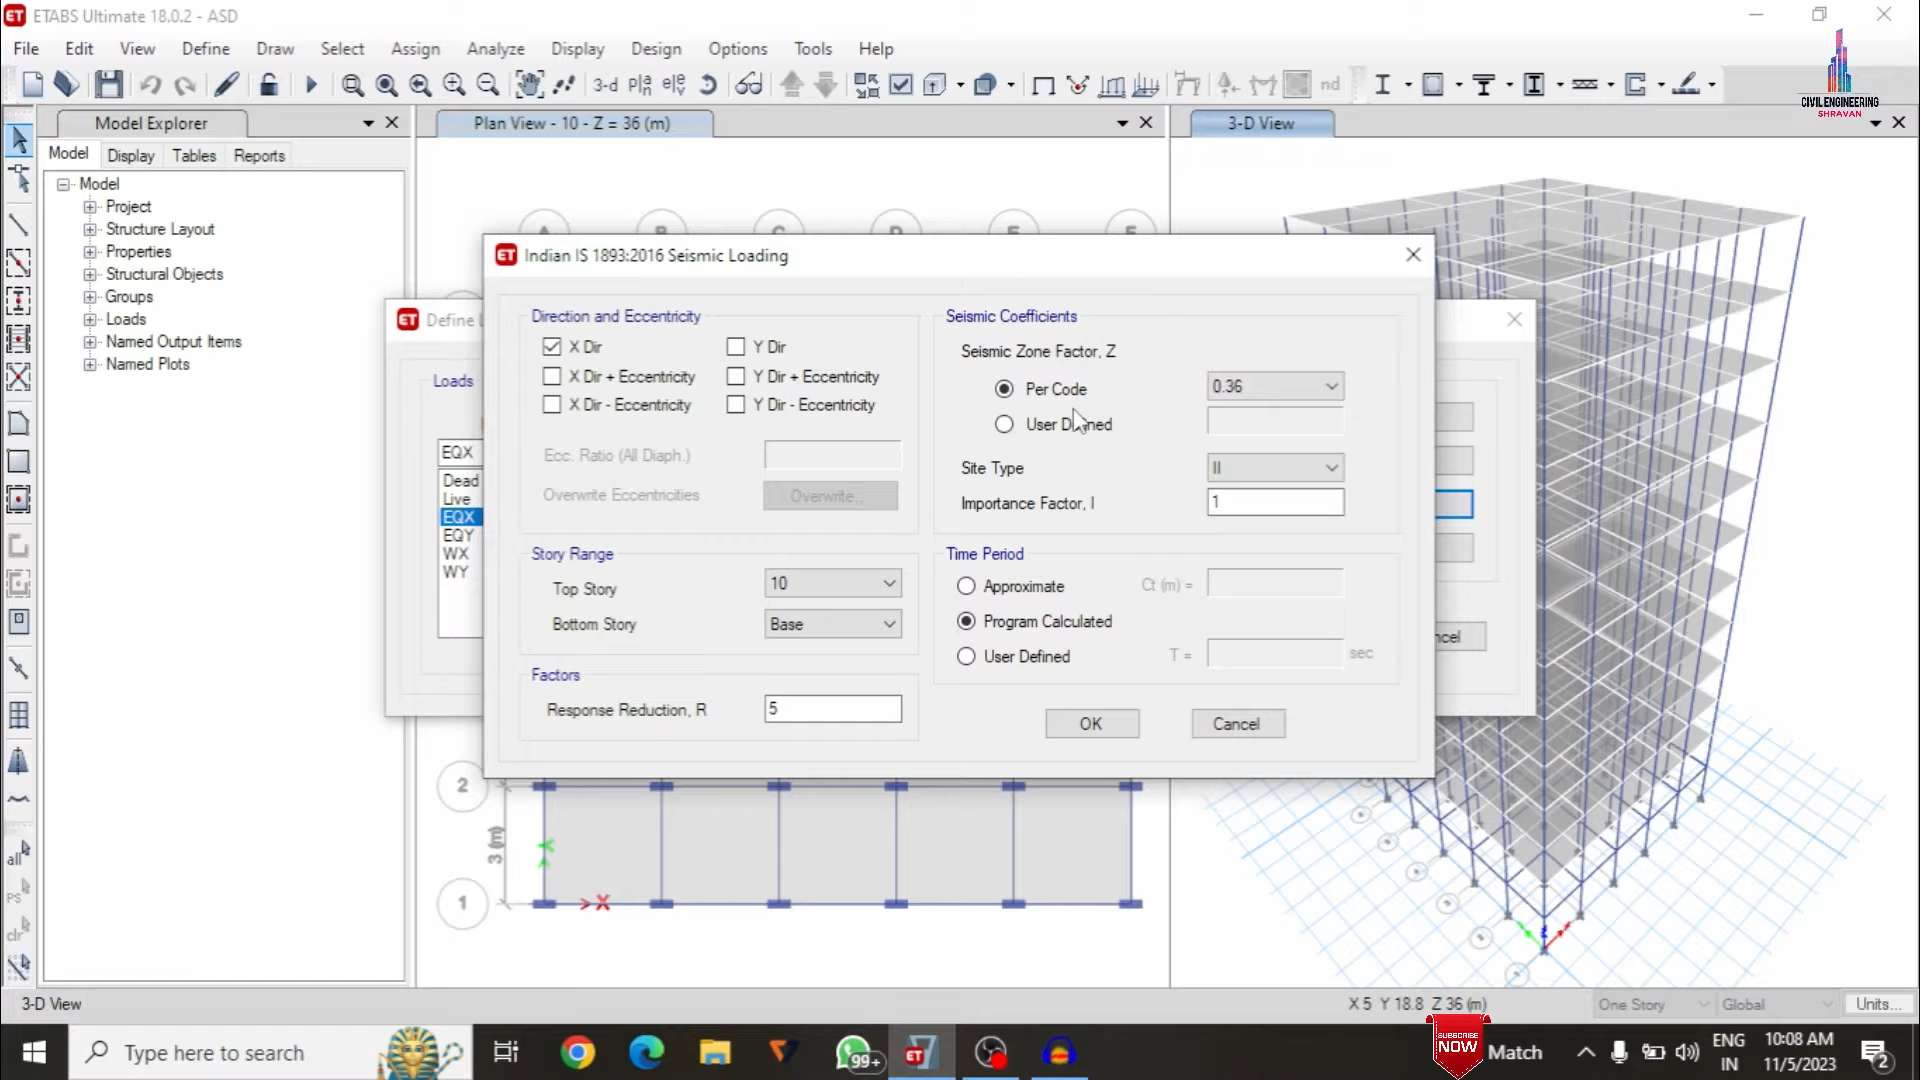 ETABS Ultimate 18.0.2 - ASD
File Edit View Define Draw Select Assign Analyze Display Design Options Tools Help
3-d
nd
CIVIL ENGINEERING
SHRAVAN
Model Explorer
Plan View - 10 - Z = 36 (m)
3-D View
Model Display Tables Reports
Model
Project
Structure Layout
Properties
Structural Objects
Groups
Loads
Named Output Items
Named Plots
Define
Loads
EQX
Dead
Live
EQX
EQY
WX
WY
Indian IS 1893:2016 Seismic Loading
Direction and Eccentricity
X Dir
Y Dir
X Dir + Eccentricity
Y Dir + Eccentricity
X Dir - Eccentricity
Y Dir - Eccentricity
Ecc. Ratio (All Diaph.)
Overwrite Eccentricities
Overwrite..
Story Range
Top Story
10
Bottom Story
Base
Factors
Response Reduction, R
5
Seismic Coefficients
Seismic Zone Factor, Z
Per Code
0.36
User Defined
Site Type
II
Importance Factor, I
1
Time Period
Approximate
Ct (m) =
Program Calculated
User Defined
T =
sec
OK
Cancel
ncel
2
3 (m)
1
X
all
PS
clr
3-D View
X 5 Y 18.8 Z 36 (m)
One Story
Global
Units...
Type here to search
99+
SUBSCRIBE
NOW
Match
ENG
IN
10:08 AM
11/5/2023
2